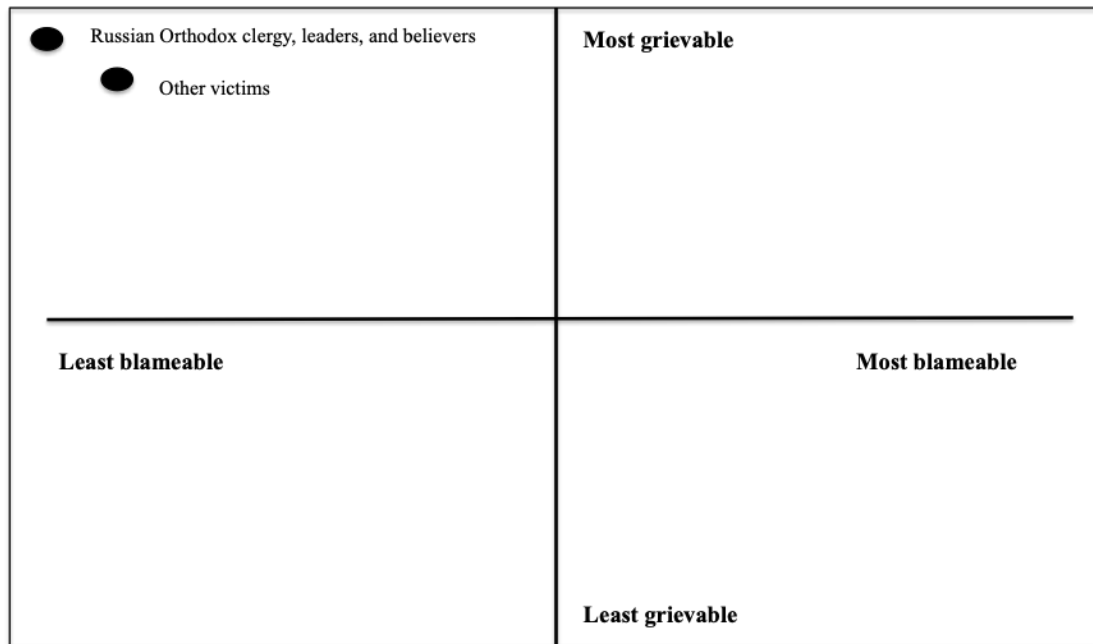 Russian Orthodox clergy, leaders, and believers
Most grievable
Other victims
Least blameable
Most blameable
Least grievable